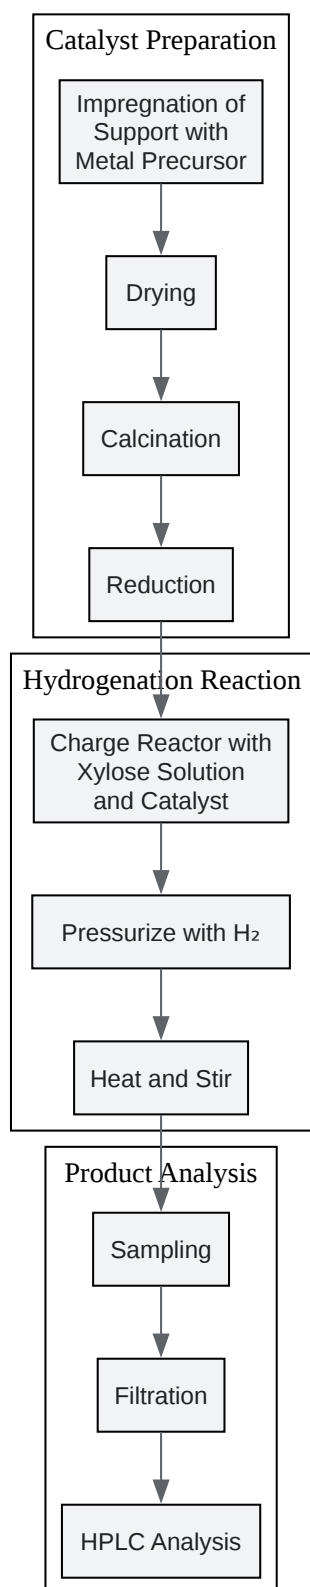 Catalyst Preparation
Impregnation of
Support with
Metal Precursor
Drying
Calcination
Reduction
Hydrogenation Reaction
Charge Reactor with
Xylose Solution
and Catalyst
Pressurize with H₂
Heat and Stir
Product Analysis
Sampling
Filtration
HPLC Analysis